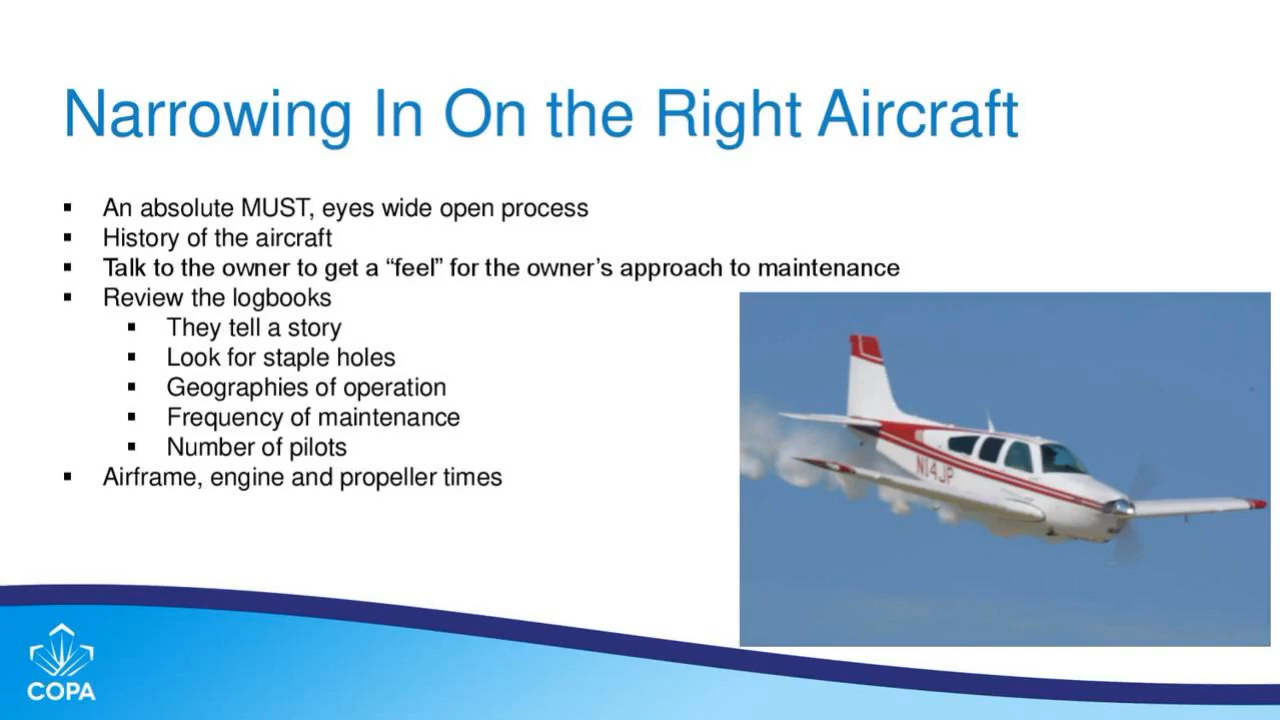 Narrowing In On the Right Aircraft
An absolute MUST, eyes wide open process
History of the aircraft
Talk to the owner to get a “feel” for the owner’s approach to maintenance
Review the logbooks
They tell a story
Look for staple holes
Geographies of operation
Frequency of maintenance
Number of pilots
Airframe, engine and propeller times
N14JP
COPA